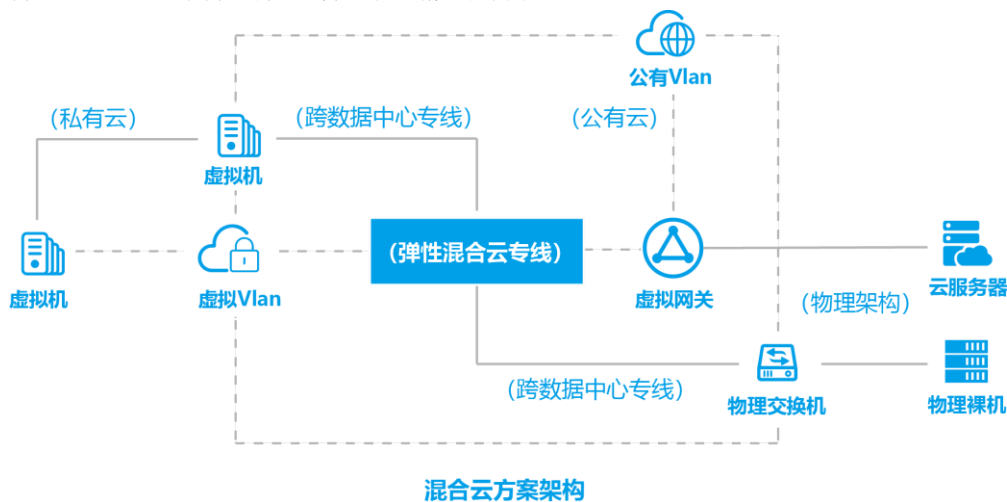 公有Vlan
（私有云）
（跨数据中心专线）
（公有云）
虚拟机
（弹性混合云专线）
虚拟机
虚拟Vlan
虚拟网关
云服务器
（物理架构）
（跨数据中心专线）
物理交换机
物理裸机
混合云方案架构